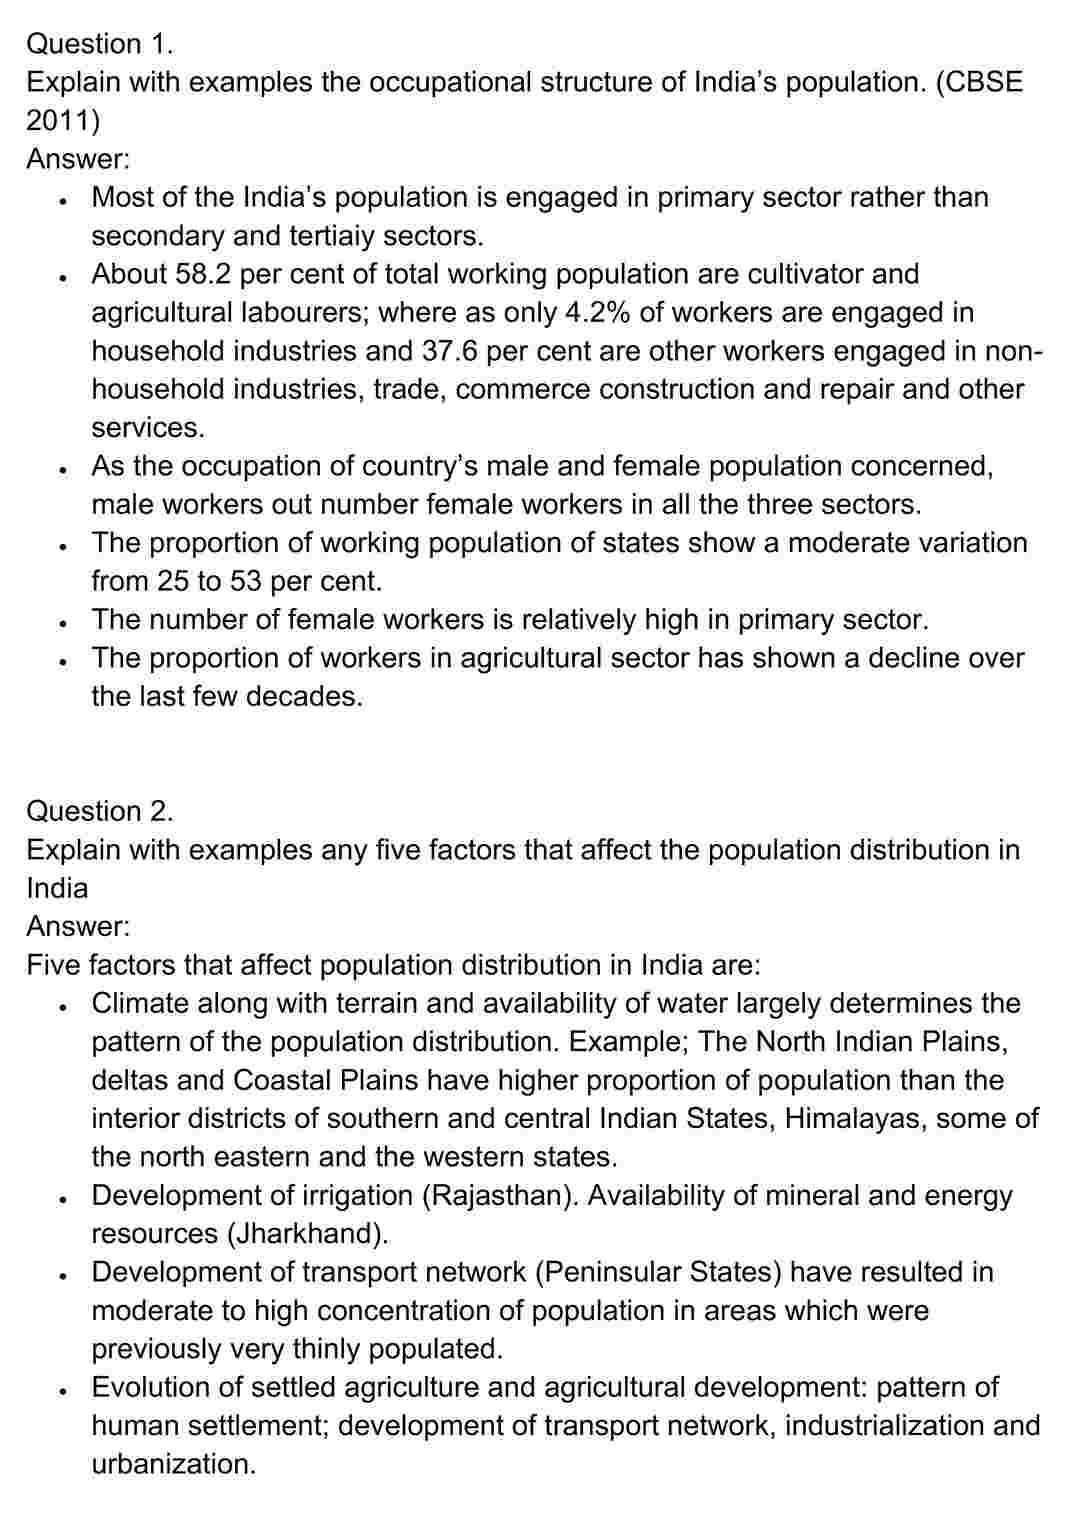 Question 1.
Explain with examples the occupational structure of India’s population. (CBSE
2011)
Answer:
• Most of the India’s population is engaged in primary sector rather than
secondary and tertiaiy sectors.
• About 58.2 per cent of total working population are cultivator and
agricultural labourers; where as only 4.2% of workers are engaged in
household industries and 37.6 per cent are other workers engaged in non-
household industries, trade, commerce construction and repair and other
services.
• As the occupation of country’s male and female population concerned,
male workers out number female workers in all the three sectors.
• The proportion of working population of states show a moderate variation
from 25 to 53 per cent.
• The number of female workers is relatively high in primary sector.
• The proportion of workers in agricultural sector has shown a decline over
the last few decades.
Question 2.
Explain with examples any five factors that affect the population distribution in
India
Answer:
Five factors that affect population distribution in India are:
• Climate along with terrain and availability of water largely determines the
pattern of the population distribution. Example; The North Indian Plains,
deltas and Coastal Plains have higher proportion of population than the
interior districts of southern and central Indian States, Himalayas, some of
the north eastern and the western states.
• Development of irrigation (Rajasthan). Availability of mineral and energy
resources (Jharkhand).
• Development of transport network (Peninsular States) have resulted in
moderate to high concentration of population in areas which were
previously very thinly populated.
• Evolution of settled agriculture and agricultural development: pattern of
human settlement; development of transport network, industrialization and
urbanization.